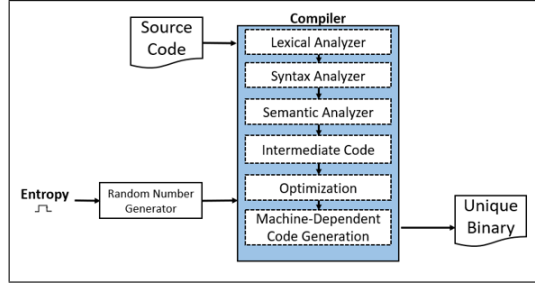 Compiler
Source
Code
Lexical Analyzer
Syntax Analyzer
Semantic Analyzer
Intermediate Code
Entropy
Random Number
Generator
Optimization
Machine-Dependent
Code Generation
Unique
Binary